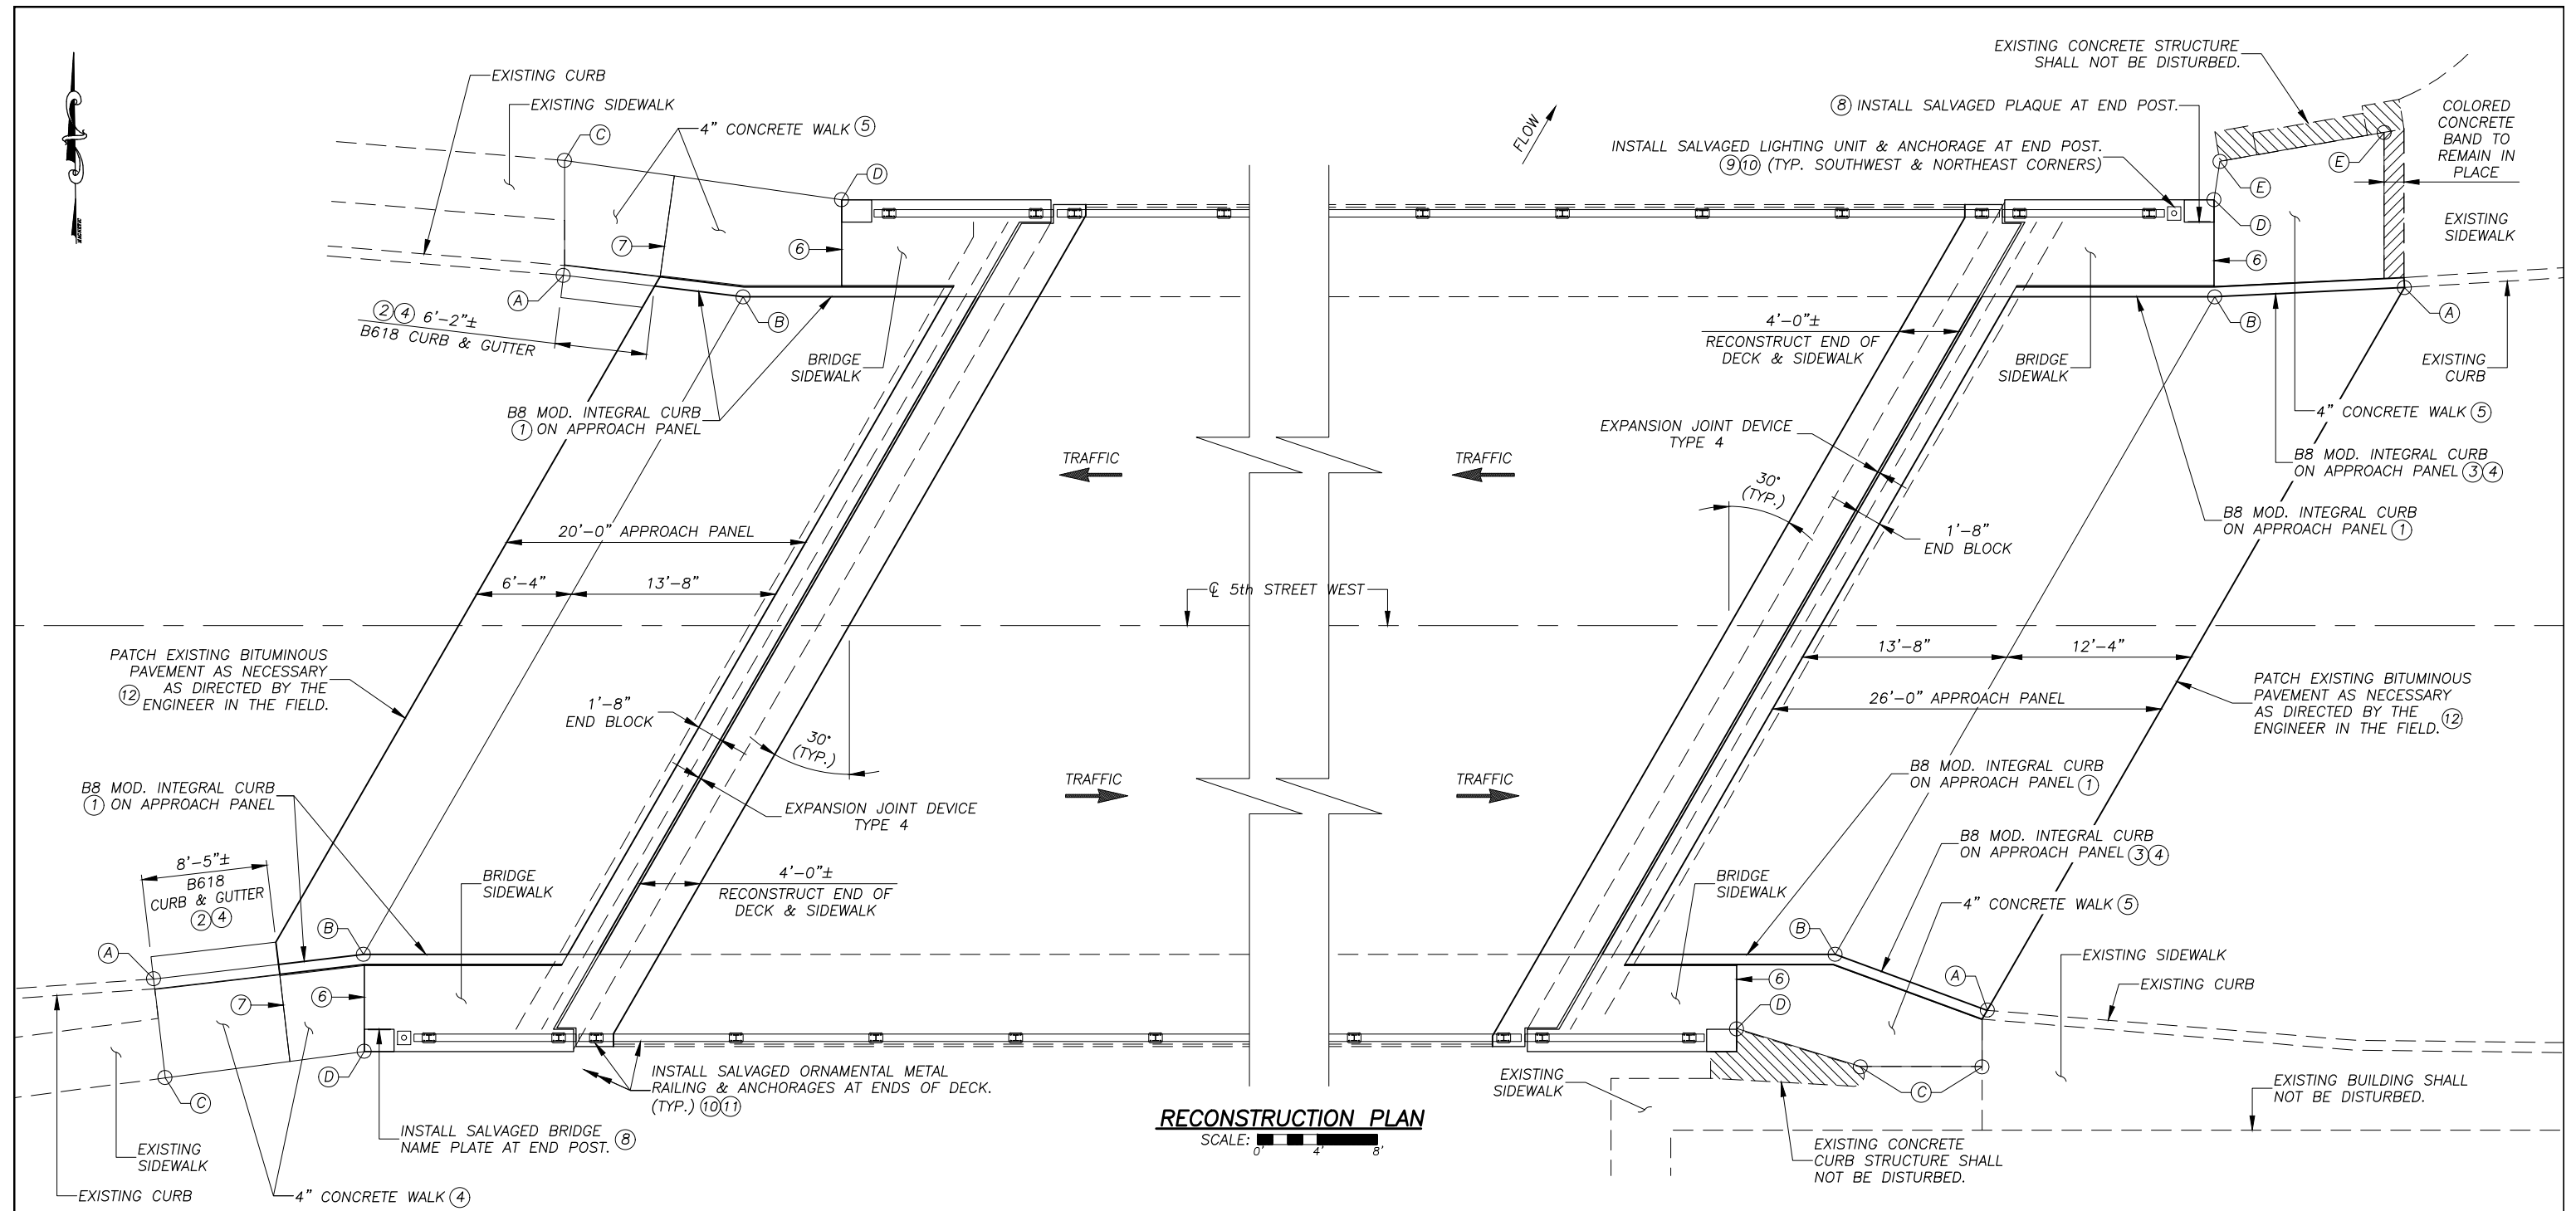 EXISTING CURB
EXISTING SIDEWALK
C
4" CONCRETE WALK 5
D
7
6
A
B
2 4 6'-2"±
B618 CURB & GUTTER
BRIDGE
SIDEWALK
B8 MOD. INTEGRAL CURB
1 ON APPROACH PANEL
FLOW
EXISTING CONCRETE STRUCTURE
SHALL NOT BE DISTURBED.
8 INSTALL SALVAGED PLAQUE AT END POST.
INSTALL SALVAGED LIGHTING UNIT & ANCHORAGE AT END POST.
9 10 (TYP. SOUTHWEST & NORTHEAST CORNERS)
COLORED
CONCRETE
BAND TO
REMAIN IN
PLACE
E
E
D
EXISTING
SIDEWALK
6
B
A
4'-0"±
RECONSTRUCT END OF
DECK & SIDEWALK
BRIDGE
SIDEWALK
EXISTING
CURB
4" CONCRETE WALK 5
EXPANSION JOINT DEVICE
TYPE 4
B8 MOD. INTEGRAL CURB
ON APPROACH PANEL 3 4
TRAFFIC
TRAFFIC
30°
(TYP.)
B8 MOD. INTEGRAL CURB
ON APPROACH PANEL 1
1'-8"
END BLOCK
20'-0" APPROACH PANEL
6'-4"
13'-8"
℄ 5th STREET WEST
PATCH EXISTING BITUMINOUS
PAVEMENT AS NECESSARY
AS DIRECTED BY THE
12 ENGINEER IN THE FIELD.
13'-8"
12'-4"
26'-0" APPROACH PANEL
PATCH EXISTING BITUMINOUS
PAVEMENT AS NECESSARY
AS DIRECTED BY THE
ENGINEER IN THE FIELD. 12
1'-8"
END BLOCK
30°
(TYP.)
B8 MOD. INTEGRAL CURB
1 ON APPROACH PANEL
TRAFFIC
TRAFFIC
EXPANSION JOINT DEVICE
TYPE 4
B8 MOD. INTEGRAL CURB
ON APPROACH PANEL 1
B8 MOD. INTEGRAL CURB
ON APPROACH PANEL 3 4
8'-5"±
B618
CURB & GUTTER
2 4
BRIDGE
SIDEWALK
4'-0"±
RECONSTRUCT END OF
DECK & SIDEWALK
BRIDGE
SIDEWALK
4" CONCRETE WALK 5
A
B
B
EXISTING SIDEWALK
A
EXISTING CURB
7
6
6
D
D
C
INSTALL SALVAGED ORNAMENTAL METAL
RAILING & ANCHORAGES AT ENDS OF DECK.
(TYP.) 10 11
EXISTING
SIDEWALK
C
EXISTING BUILDING SHALL
NOT BE DISTURBED.
INSTALL SALVAGED BRIDGE
NAME PLATE AT END POST. 8
EXISTING
SIDEWALK
EXISTING CURB
4" CONCRETE WALK 4
RECONSTRUCTION PLAN
SCALE:
0' 4' 8'
EXISTING CONCRETE
CURB STRUCTURE SHALL
NOT BE DISTURBED.